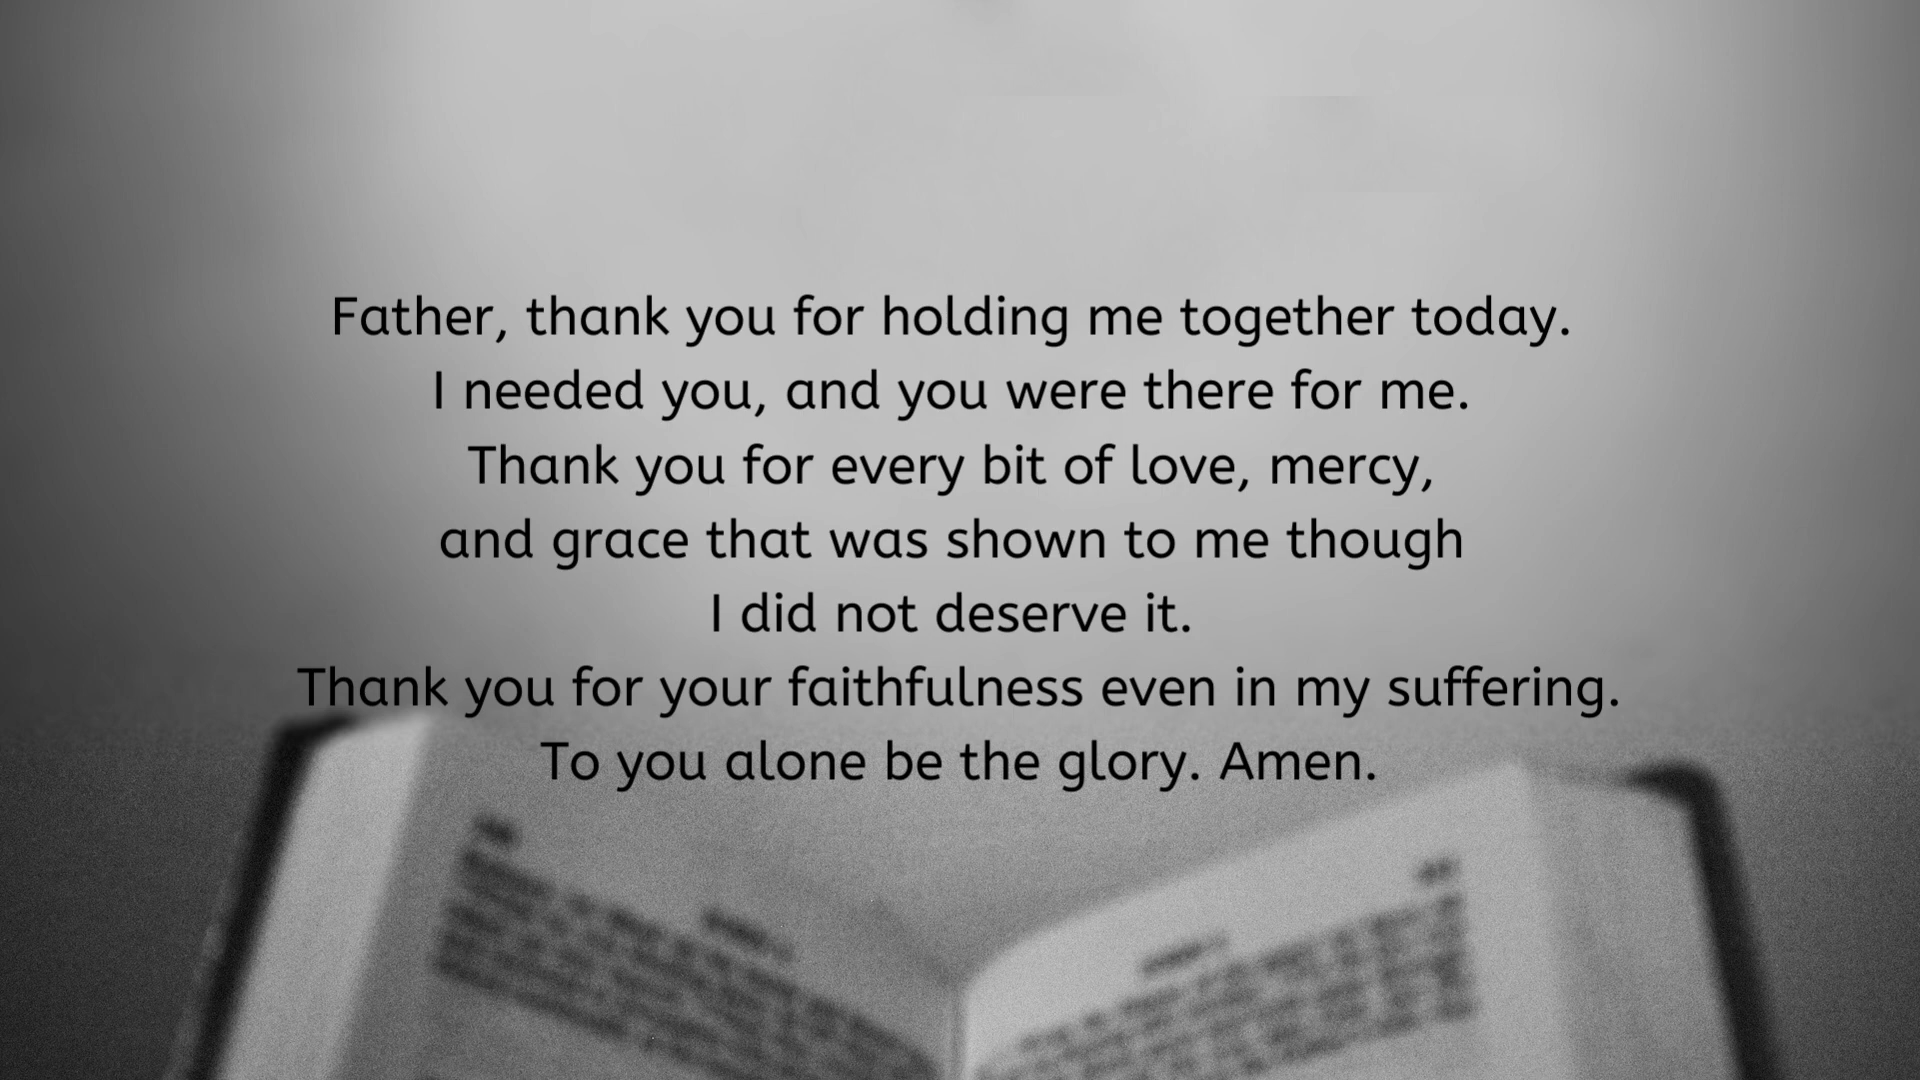 Father, thank you for holding me together today.
I needed you, and you were there for me.
Thank you for every bit of love, mercy,
and grace that was shown to me though
I did not deserve it.
Thank you for your faithfulness even in my suffering.
To you alone be the glory. Amen.